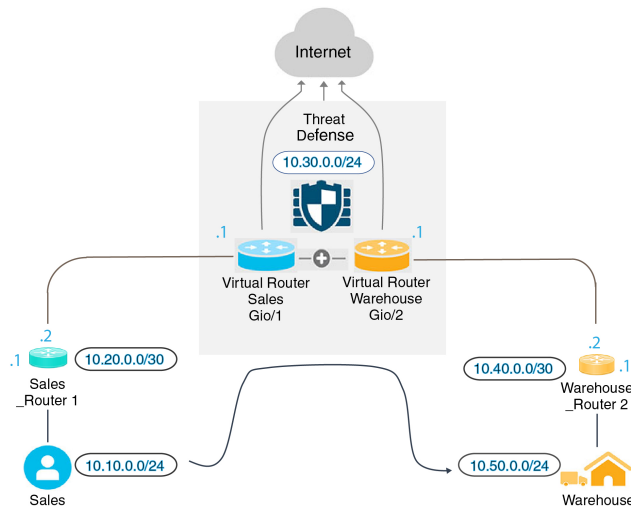 Internet
Threat
Defense
10.30.0.0/24
.1
.1
Virtual Router
Sales
Gio/1
Virtual Router
Warehouse
Gio/2
.2
.1
10.20.0.0/30
Sales
_Router 1
.2
10.40.0.0/30
.1
Warehouse
_Router 2
10.10.0.0/24
Sales
10.50.0.0/24
Warehouse